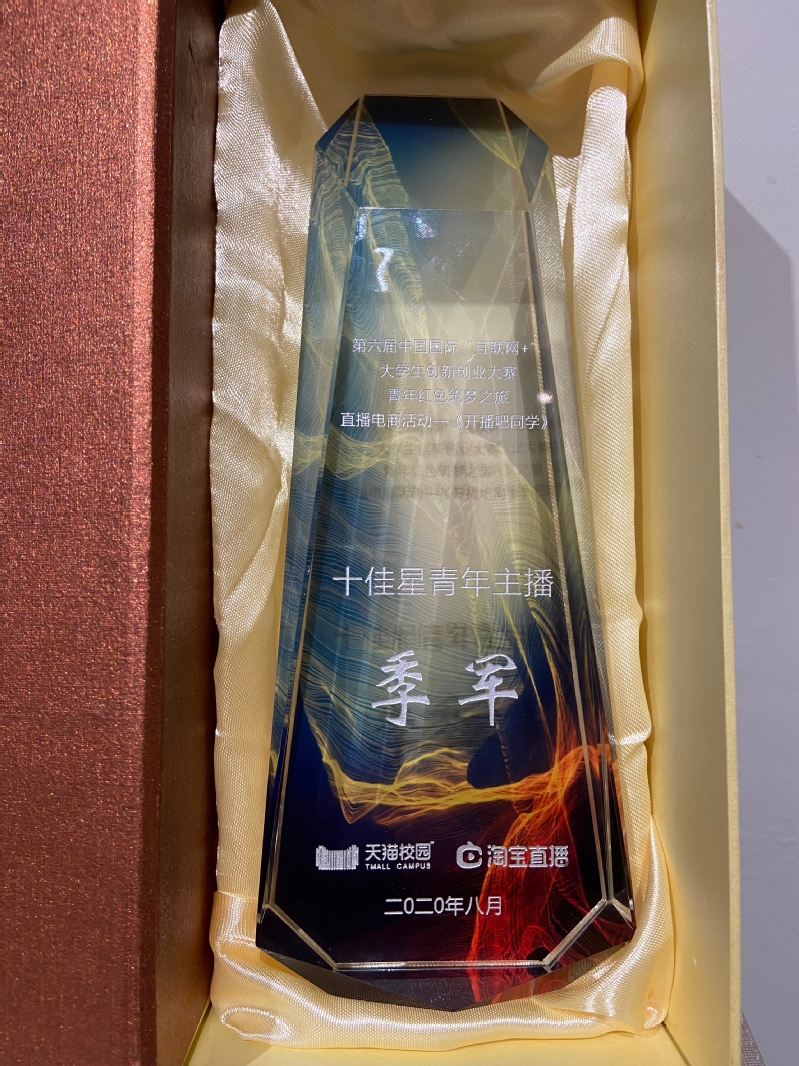 第六届中国国际“互联网+”
大学生创新创业大赛
青年红色筑梦之旅
直播电商活动—《开播吧同学》
十佳星青年主播
季军
天猫校园
TMALL CAMPUS
淘宝直播
二〇二〇年八月